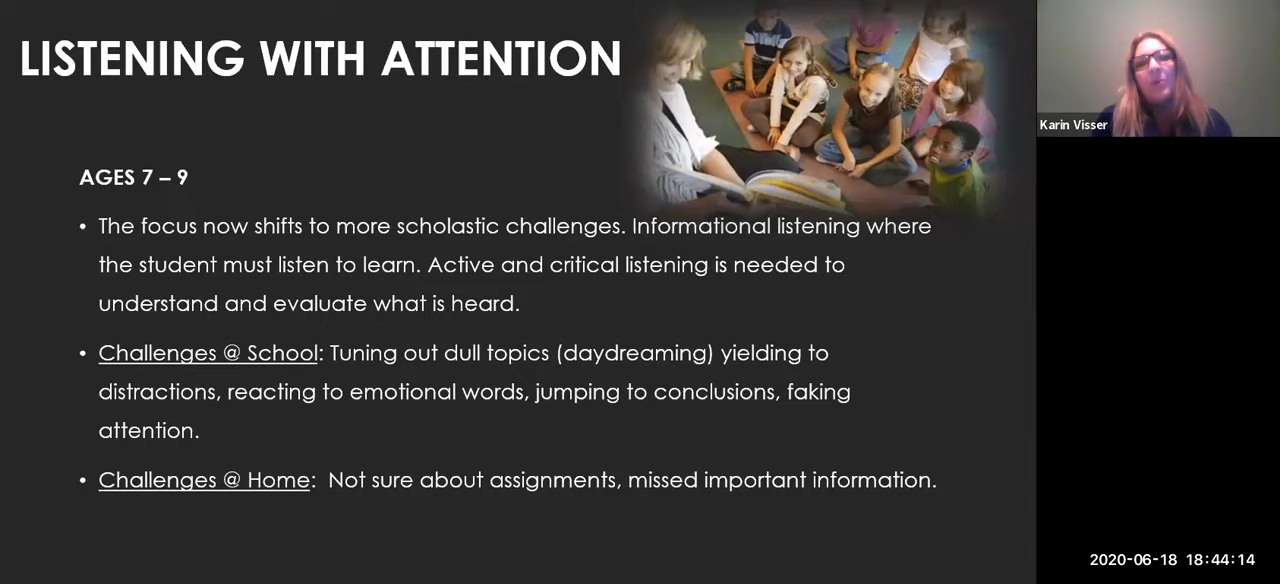 LISTENING WITH ATTENTION
Karin Visser
AGES 7 – 9
• The focus now shifts to more scholastic challenges. Informational listening where
the student must listen to learn. Active and critical listening is needed to
understand and evaluate what is heard.
• Challenges @ School: Tuning out dull topics (daydreaming) yielding to
distractions, reacting to emotional words, jumping to conclusions, faking
attention.
• Challenges @ Home:  Not sure about assignments, missed important information.
2020-06-18 18:44:14